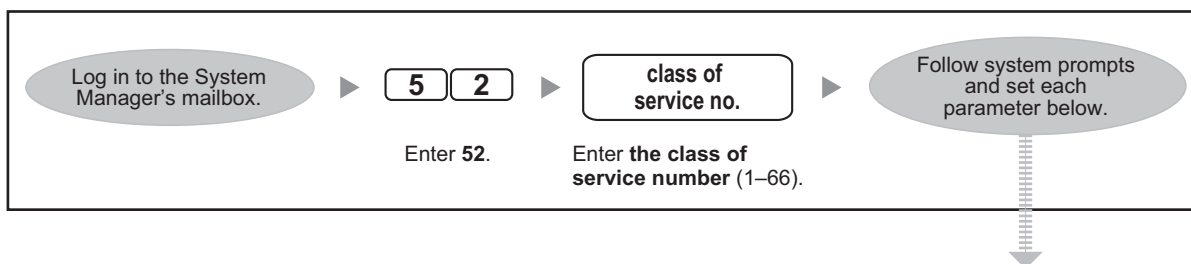 Log in to the System
Manager's mailbox.
5 2
Enter 52.
class of
service no.
Enter the class of
service number (1–66).
Follow system prompts
and set each
parameter below.